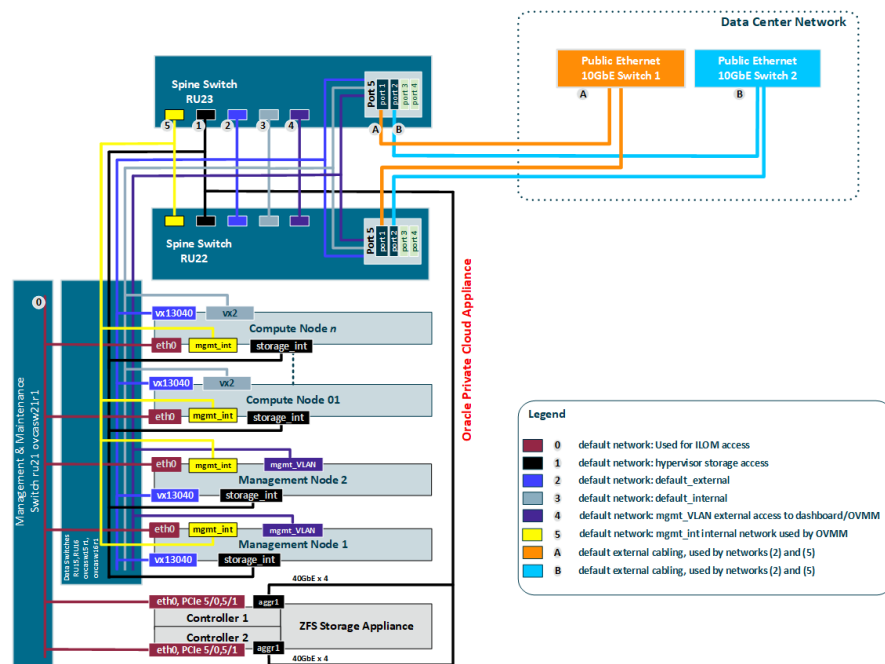 Data Center Network
Public Ethernet
10GbE Switch 1
Public Ethernet
10GbE Switch 2
A
B
Spine Switch
RU23
Port 5
port 1
port 2
port 3
port 4
5
1
2
3
4
A
B
Spine Switch
RU22
Port 5
port 1
port 2
port 3
port 4
Oracle Private Cloud Appliance
0
Management & Maintenance
Switch ru21 ovcasw21r1
Data Switches
RU15, RU16
ovcasw15r1,
ovcasw16r1
vx13040
vx2
Compute Node n
eth0
mgmt_int
storage_int
vx13040
vx2
Compute Node 01
eth0
mgmt_int
storage_int
eth0
mgmt_int
mgmt_VLAN
Management Node 2
vx13040
storage_int
eth0
mgmt_int
mgmt_VLAN
Management Node 1
vx13040
storage_int
40GbE x 4
eth0, PCIe 5/0,5/1
aggr1
Controller 1
ZFS Storage Appliance
Controller 2
eth0, PCIe 5/0,5/1
aggr1
40GbE x 4
Legend
0 default network: Used for ILOM access
1 default network: hypervisor storage access
2 default network: default_external
3 default network: default_internal
4 default network: mgmt_VLAN external access to dashboard/OVMM
5 default network: mgmt_int internal network used by OVMM
A default external cabling, used by networks (2) and (5)
B default external cabling, used by networks (2) and (5)